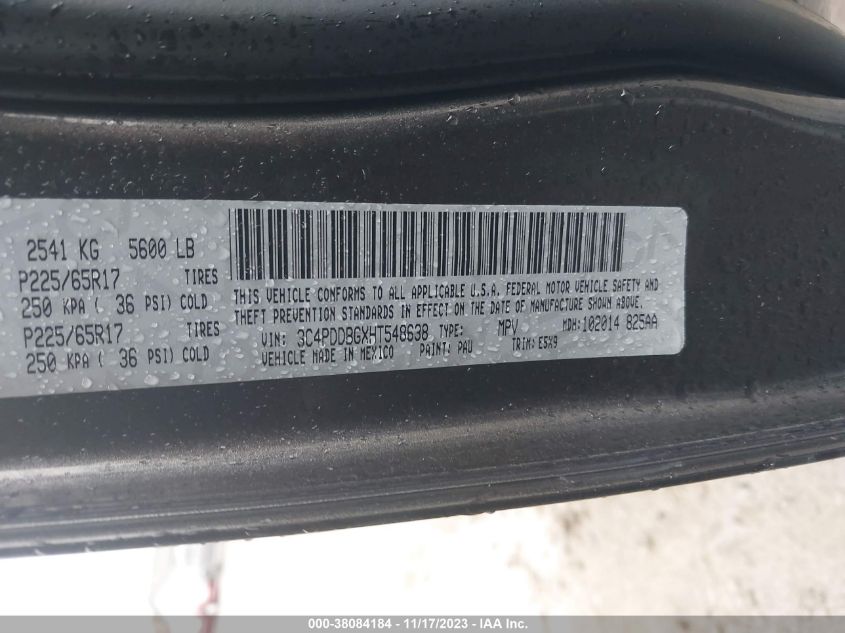 2541 KG 5600 LB
P225/65R17 TIRES
250 KPA ( 36 PSI) COLD
P225/65R17 TIRES
250 KPA ( 36 PSI) COLD
THIS VEHICLE CONFORMS TO ALL APPLICABLE U.S.A. FEDERAL MOTOR VEHICLE SAFETY AND
THEFT PREVENTION STANDARDS IN EFFECT ON THE DATE OF MANUFACTURE SHOWN ABOVE.
VIN: 3C4PDDBGXHT548638 TYPE: MPV MDH:102014 825AA
VEHICLE MADE IN MEXICO PAINT: PAU TRIM: E5X9
000-38084184 - 11/17/2023 - IAA Inc.